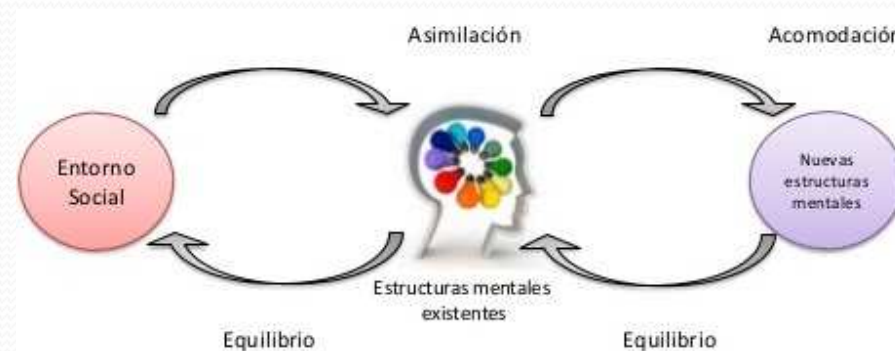 Asimilación
Acomodación
Entorno
Social
Nuevas
estructuras
mentales
Estructuras mentales
existentes
Equilibrio
Equilibrio